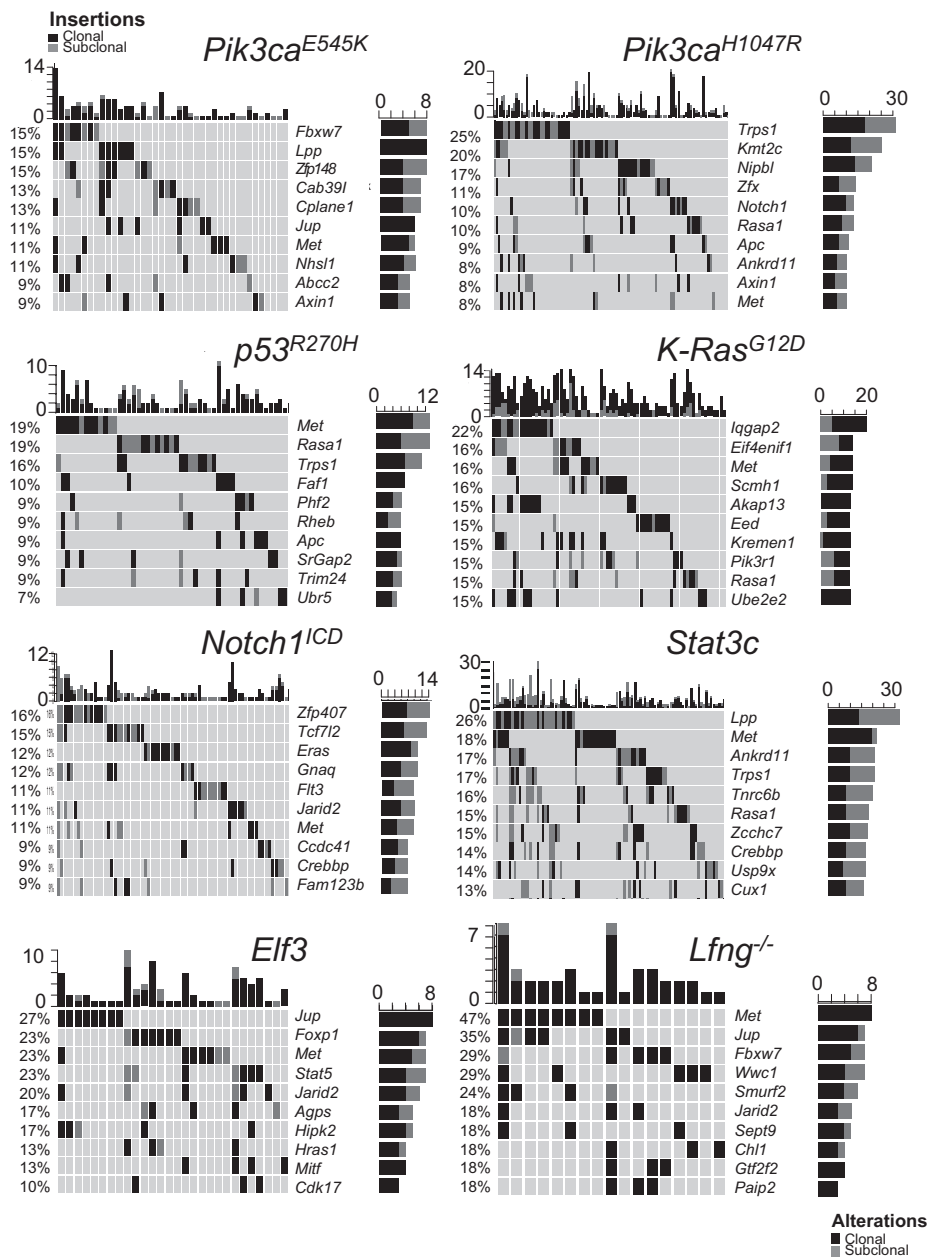 Insertions
Clonal
Subclonal
Pik3caE545K
14
0
0 8
15% Fbxw7
15% Lpp
15% Zfp148
13% Cab39l
13% Cplane1
11% Jup
11% Met
11% Nhsl1
9% Abcc2
9% Axin1
Pik3caH1047R
20
0
0 30
25% Trps1
20% Kmt2c
17% Nipbl
11% Zfx
10% Notch1
10% Rasa1
9% Apc
8% Ankrd11
8% Axin1
8% Met
p53R270H
10
0
0 12
19% Met
19% Rasa1
16% Trps1
10% Faf1
9% Phf2
9% Rheb
9% Apc
9% SrGap2
9% Trim24
7% Ubr5
K-RasG12D
14
0
0 20
22% Iqgap2
16% Eif4enif1
16% Met
16% Scmh1
15% Akap13
15% Eed
15% Kremen1
15% Pik3r1
15% Rasa1
15% Ube2e2
Notch1ICD
12
0
0 14
16% Zfp407
15% Tcf7l2
12% Eras
12% Gnaq
11% Flt3
11% Jarid2
11% Met
9% Ccdc41
9% Crebbp
9% Fam123b
Stat3c
30
0
0 30
26% Lpp
18% Met
17% Ankrd11
17% Trps1
16% Tnrc6b
15% Rasa1
15% Zcchc7
14% Crebbp
14% Usp9x
13% Cux1
Elf3
10
0
0 8
27% Jup
23% Foxp1
23% Met
23% Stat5
20% Jarid2
17% Agps
17% Hipk2
13% Hras1
13% Mitf
10% Cdk17
Lfng-/-
7
0
0 8
47% Met
35% Jup
29% Fbxw7
29% Wwc1
24% Smurf2
18% Jarid2
18% Sept9
18% Chl1
18% Gtf2f2
18% Paip2
Alterations
Clonal
Subclonal